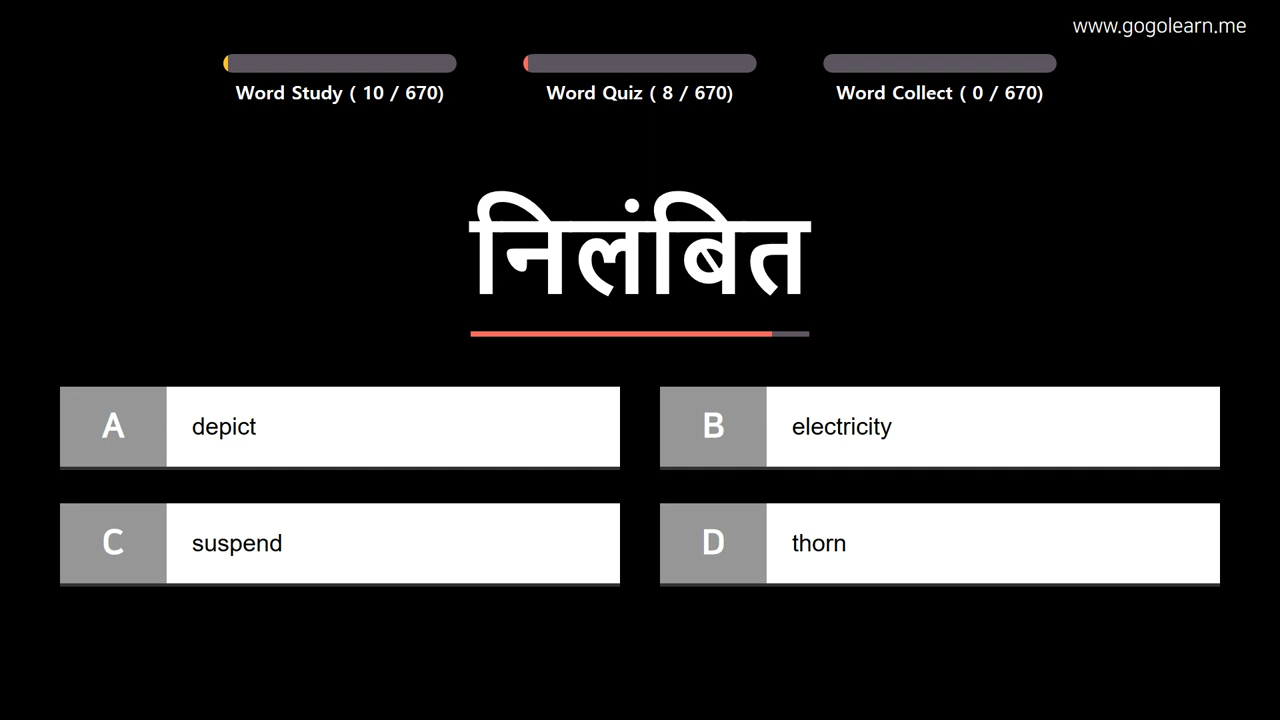 www.gogolearn.me
Word Study ( 10 / 670)
Word Quiz ( 8 / 670)
Word Collect ( 0 / 670)
निलंबित
A depict
B electricity
C suspend
D thorn